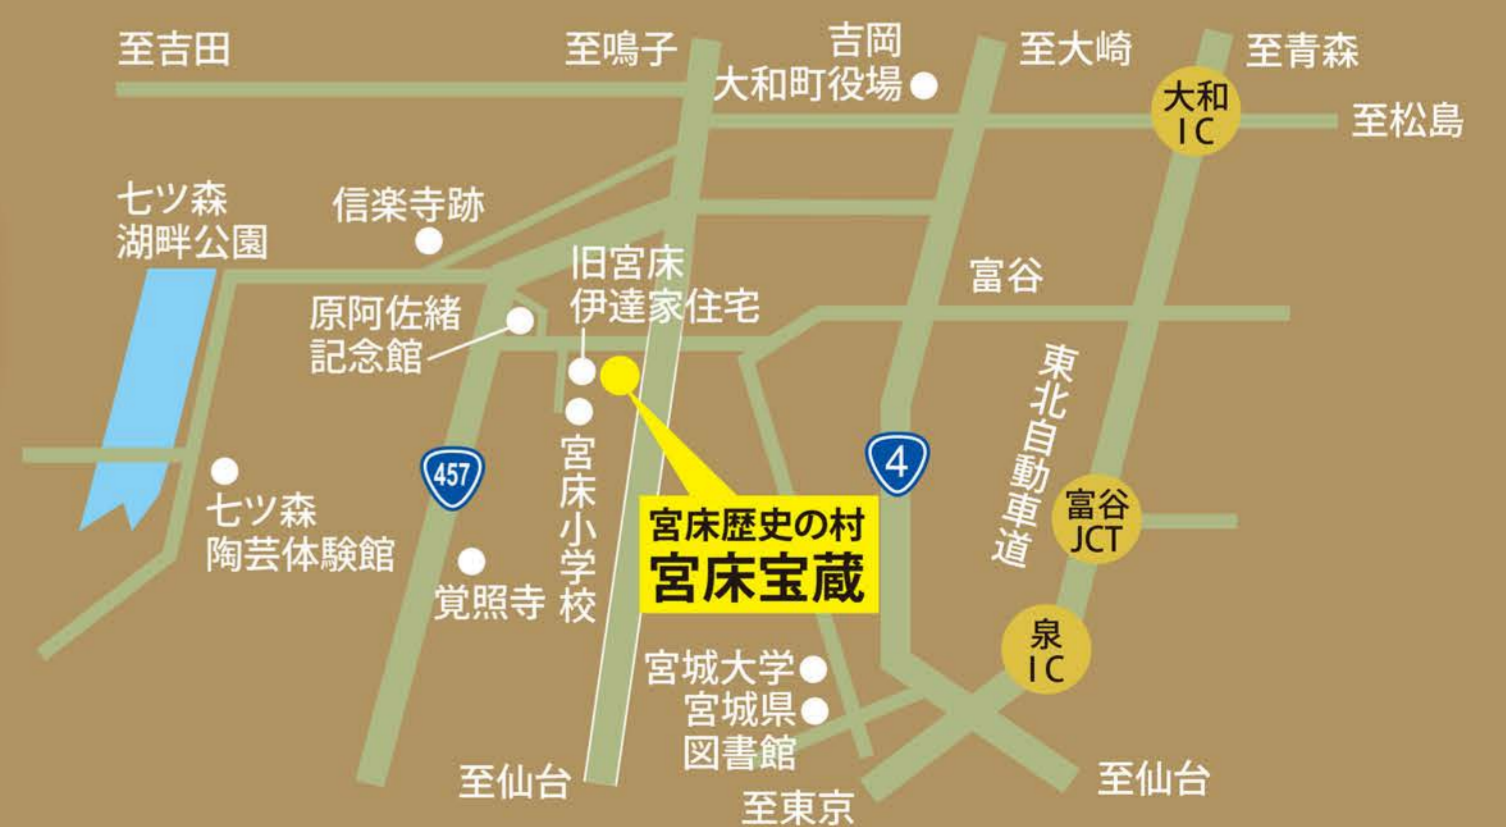 至吉田
至鳴子
吉岡
大和町役場
至大崎
至青森
大和
IC
至松島
七ツ森
湖畔公園
信楽寺跡
旧宮床
伊達家住宅
富谷
原阿佐緒
記念館
東北自動車道
457
4
宮床小学校
七ツ森
陶芸体験館
覚照寺
宮床歴史の村
宮床宝蔵
富谷
JCT
泉
IC
宮城大学
宮城県
図書館
至仙台
至東京
至仙台